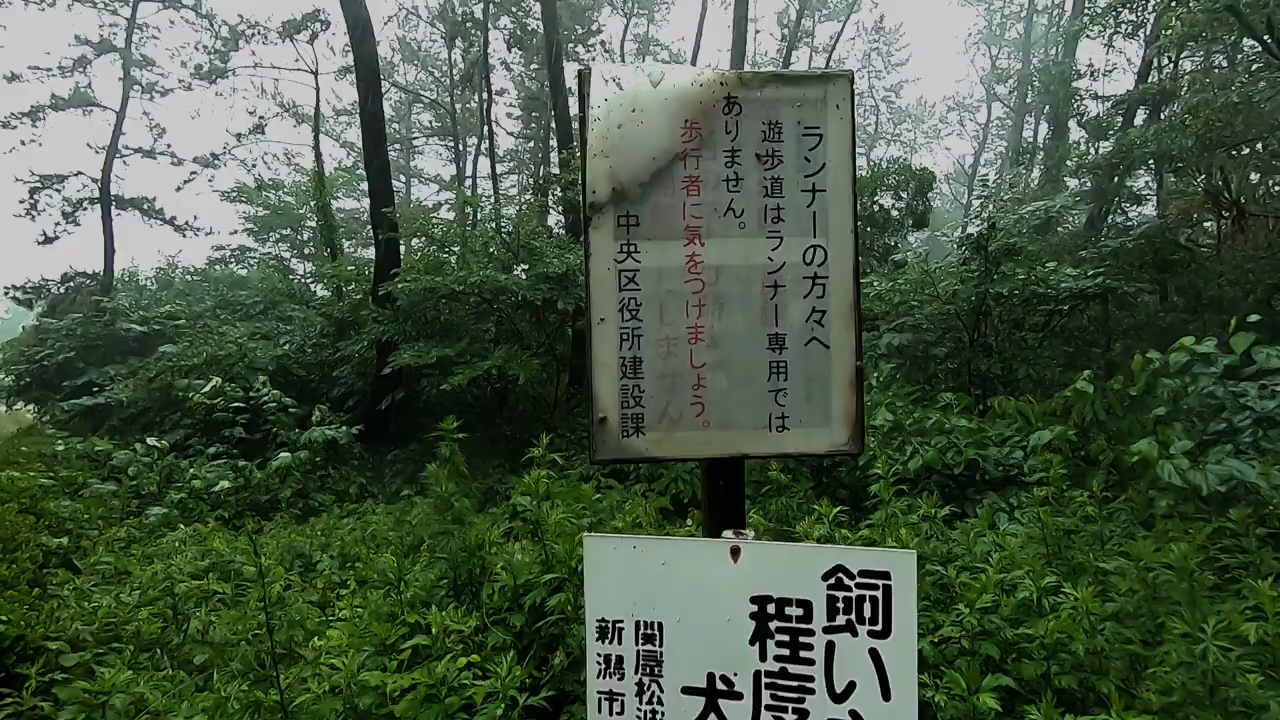 ランナーの方々へ
遊歩道はランナー専用では
ありません。
歩行者に気をつけましょう。
中央区役所建設課
飼い
程度
犬
関屋松波
新潟市